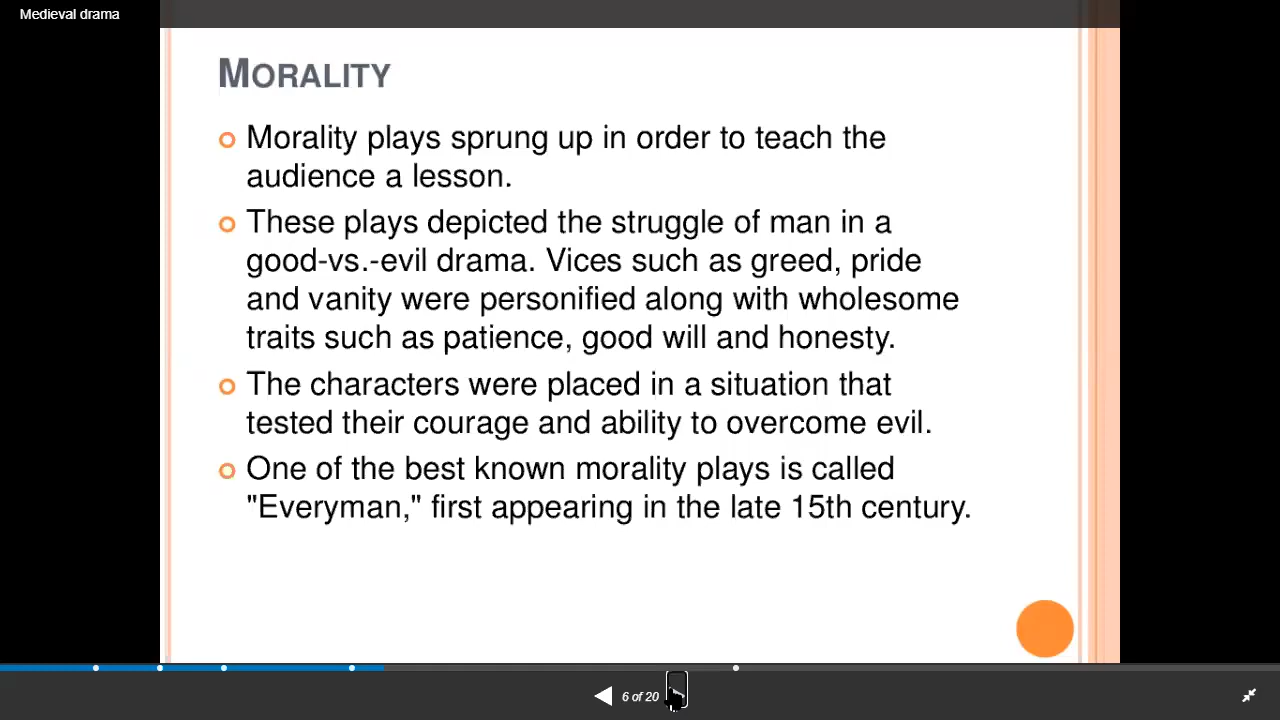 Medieval drama
MORALITY
Morality plays sprung up in order to teach the
audience a lesson.
These plays depicted the struggle of man in a
good-vs.-evil drama. Vices such as greed, pride
and vanity were personified along with wholesome
traits such as patience, good will and honesty.
The characters were placed in a situation that
tested their courage and ability to overcome evil.
One of the best known morality plays is called
"Everyman," first appearing in the late 15th century.
6 of 20